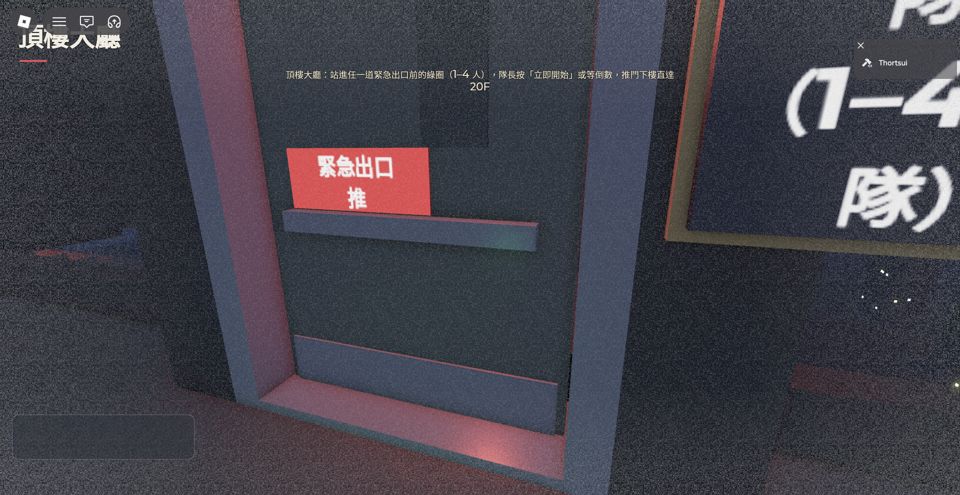 頂樓大廳
頂樓大廳：站進任一道緊急出口前的綠圈（1–4 人），隊長按「立即開始」或等倒數，推門下樓直達
20F
Thortsui
緊急出口
推
隊
（1–4
隊）